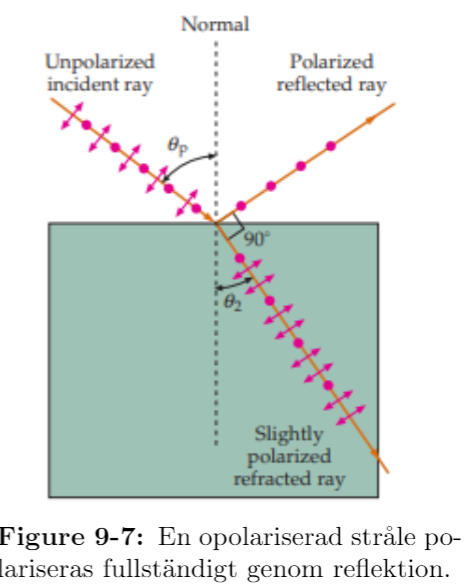 Normal
Unpolarized
incident ray
Polarized
reflected ray
θp
90°
θ2
Slightly
polarized
refracted ray
Figure 9-7: En opolariserad stråle po-
lariseras fullständigt genom reflektion.